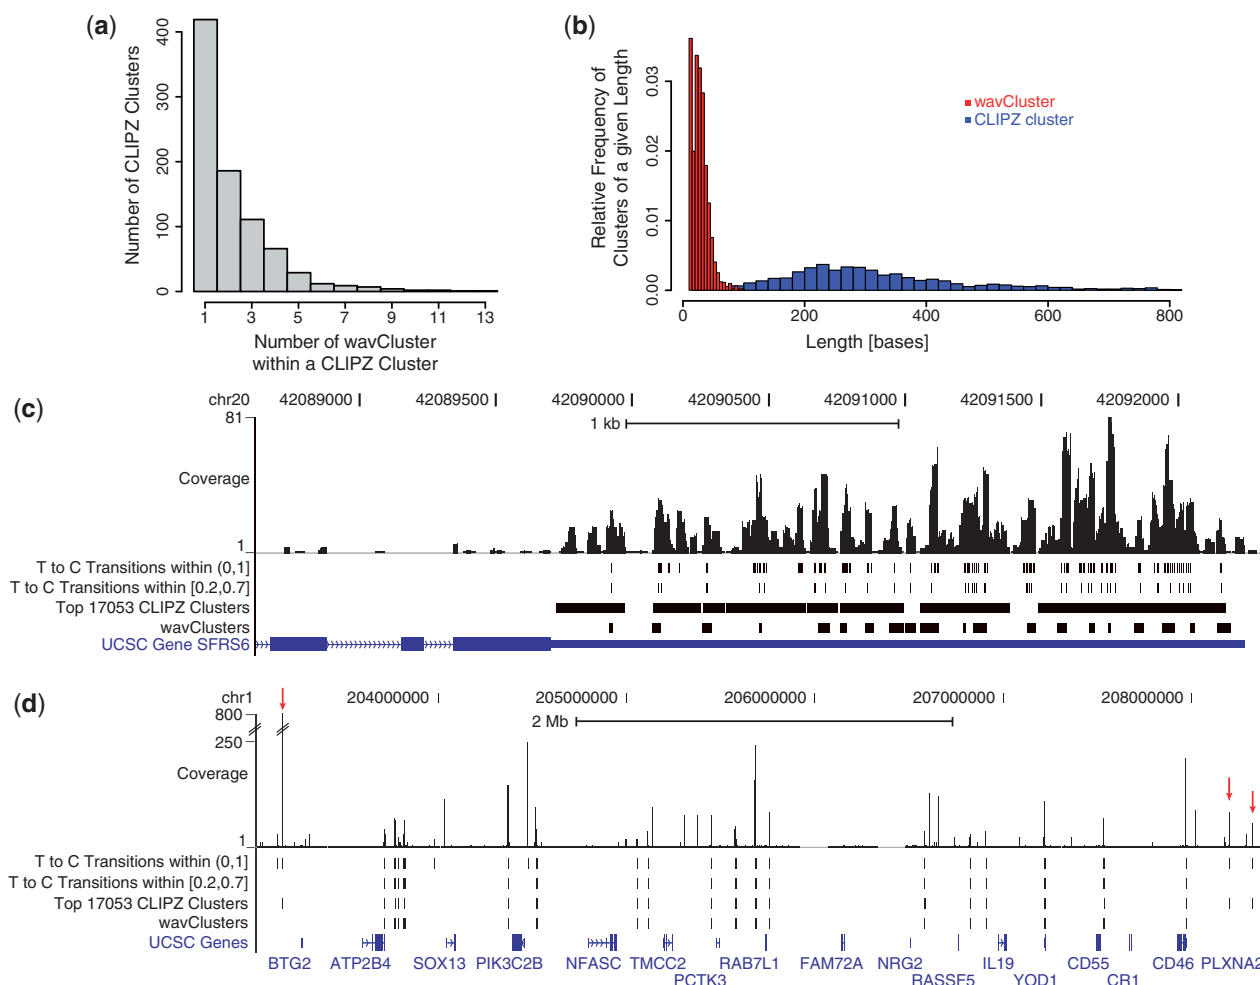 (a)
Number of CLIPZ Clusters
0 100 200 300 400
1 3 5 7 9 11 13
Number of wavCluster
within a CLIPZ Cluster
(b)
Relative Frequency of
Clusters of a given Length
0.00 0.01 0.02 0.03
wavCluster
CLIPZ cluster
0 200 400 600 800
Length [bases]
(c)
chr20 42089000 42089500 42090000 42090500 42091000 42091500 42092000
81
1 kb
Coverage
1
T to C Transitions within (0,1]
T to C Transitions within [0.2,0.7]
Top 17053 CLIPZ Clusters
wavClusters
UCSC Gene SFRS6
(d)
chr1 204000000 205000000 206000000 207000000 208000000
800
2 Mb
250
Coverage
1
T to C Transitions within (0,1]
T to C Transitions within [0.2,0.7]
Top 17053 CLIPZ Clusters
wavClusters
UCSC Genes
BTG2 ATP2B4 SOX13 PIK3C2B NFASC TMCC2 RAB7L1 FAM72A NRG2 IL19 CD55 CD46 PLXNA2
PCTK3 RASSF5 YOD1 CR1